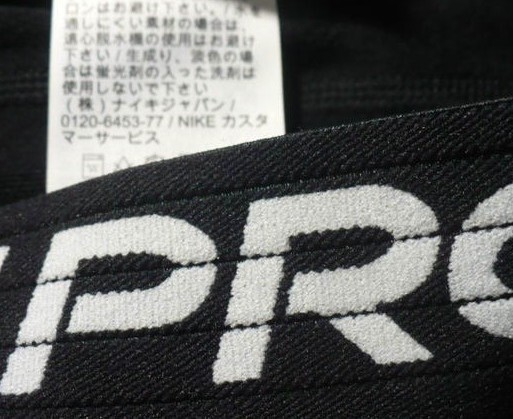 ロンはお避け下さい。/水を
通しにくい素材の場合は、
遠心脱水機の使用はお避け
下さい / 生成り、淡色の場
合は蛍光剤の入った洗剤は
使用しないで下さい
(株) ナイキジャパン /
0120-6453-77 / NIKE カスタ
マーサービス
PRO